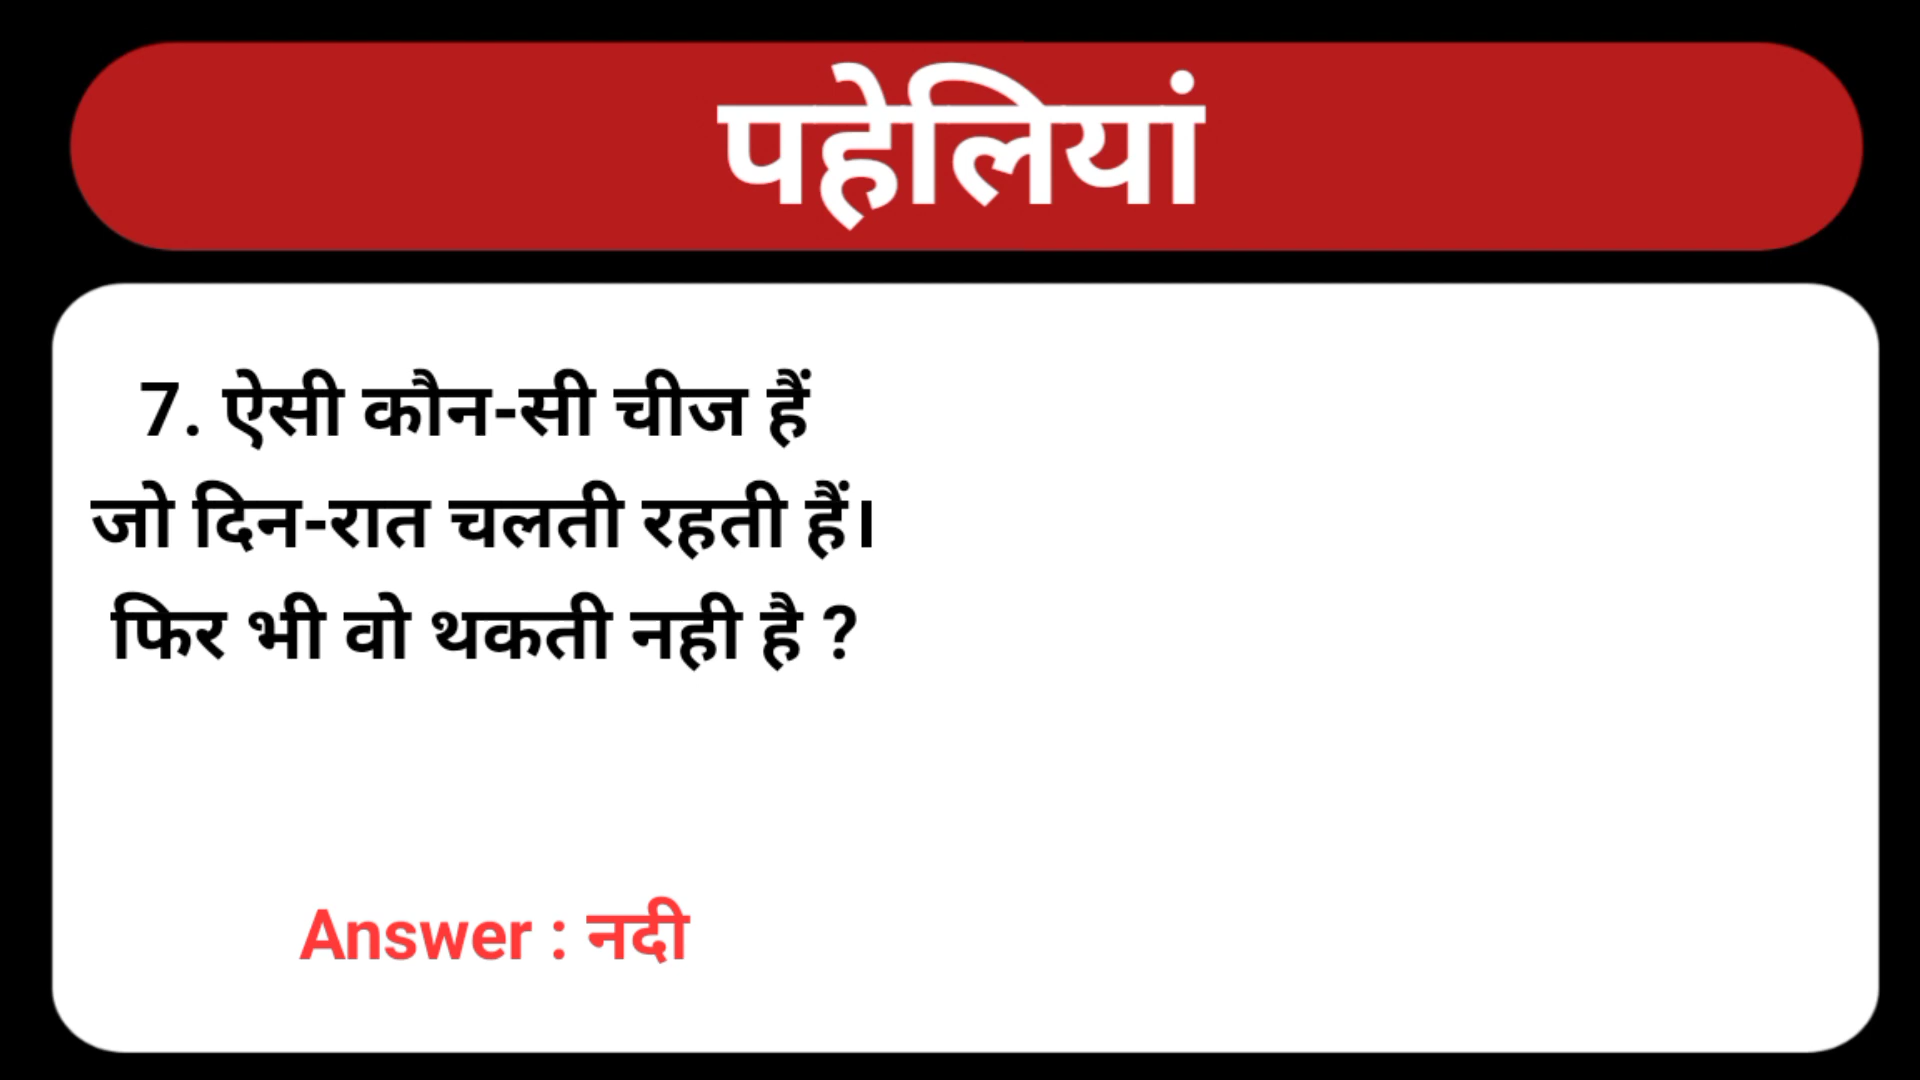 पहेलियां
7. ऐसी कौन-सी चीज हैं
जो दिन-रात चलती रहती हैं।
फिर भी वो थकती नही है ?
Answer : नदी